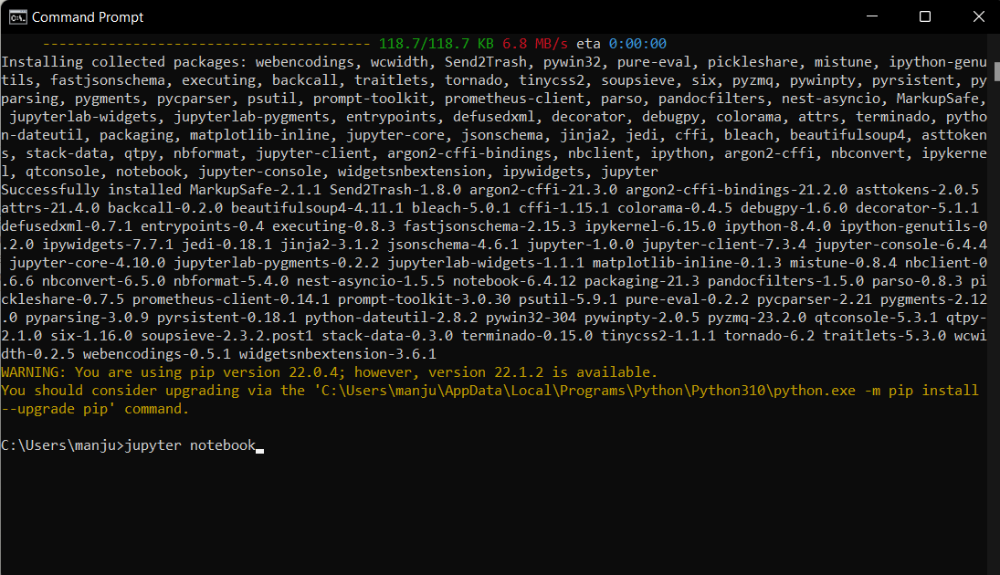 Command Prompt
---------------------------------------- 118.7/118.7 KB 6.8 MB/s eta 0:00:00
Installing collected packages: webencodings, wcwidth, Send2Trash, pywin32, pure-eval, pickleshare, mistune, ipython-genu
tils, fastjsonschema, executing, backcall, traitlets, tornado, tinycss2, soupsieve, six, pyzmq, pywinpty, pyrsistent, py
parsing, pygments, pycparser, psutil, prompt-toolkit, prometheus-client, parso, pandocfilters, nest-asyncio, MarkupSafe,
 jupyterlab-widgets, jupyterlab-pygments, entrypoints, defusedxml, decorator, debugpy, colorama, attrs, terminado, pytho
n-dateutil, packaging, matplotlib-inline, jupyter-core, jsonschema, jinja2, jedi, cffi, bleach, beautifulsoup4, asttoken
s, stack-data, qtpy, nbformat, jupyter-client, argon2-cffi-bindings, nbclient, ipython, argon2-cffi, nbconvert, ipykerne
l, qtconsole, notebook, jupyter-console, widgetsnbextension, ipywidgets, jupyter
Successfully installed MarkupSafe-2.1.1 Send2Trash-1.8.0 argon2-cffi-21.3.0 argon2-cffi-bindings-21.2.0 asttokens-2.0.5
attrs-21.4.0 backcall-0.2.0 beautifulsoup4-4.11.1 bleach-5.0.1 cffi-1.15.1 colorama-0.4.5 debugpy-1.6.0 decorator-5.1.1
defusedxml-0.7.1 entrypoints-0.4 executing-0.8.3 fastjsonschema-2.15.3 ipykernel-6.15.0 ipython-8.4.0 ipython-genutils-0
.2.0 ipywidgets-7.7.1 jedi-0.18.1 jinja2-3.1.2 jsonschema-4.6.1 jupyter-1.0.0 jupyter-client-7.3.4 jupyter-console-6.4.4
 jupyter-core-4.10.0 jupyterlab-pygments-0.2.2 jupyterlab-widgets-1.1.1 matplotlib-inline-0.1.3 mistune-0.8.4 nbclient-0
.6.6 nbconvert-6.5.0 nbformat-5.4.0 nest-asyncio-1.5.5 notebook-6.4.12 packaging-21.3 pandocfilters-1.5.0 parso-0.8.3 pi
ckleshare-0.7.5 prometheus-client-0.14.1 prompt-toolkit-3.0.30 psutil-5.9.1 pure-eval-0.2.2 pycparser-2.21 pygments-2.12
.0 pyparsing-3.0.9 pyrsistent-0.18.1 python-dateutil-2.8.2 pywin32-304 pywinpty-2.0.5 pyzmq-23.2.0 qtconsole-5.3.1 qtpy-
2.1.0 six-1.16.0 soupsieve-2.3.2.post1 stack-data-0.3.0 terminado-0.15.0 tinycss2-1.1.1 tornado-6.2 traitlets-5.3.0 wcwi
dth-0.2.5 webencodings-0.5.1 widgetsnbextension-3.6.1
WARNING: You are using pip version 22.0.4; however, version 22.1.2 is available.
You should consider upgrading via the 'C:\Users\manju\AppData\Local\Programs\Python\Python310\python.exe -m pip install
--upgrade pip' command.
C:\Users\manju>jupyter notebook